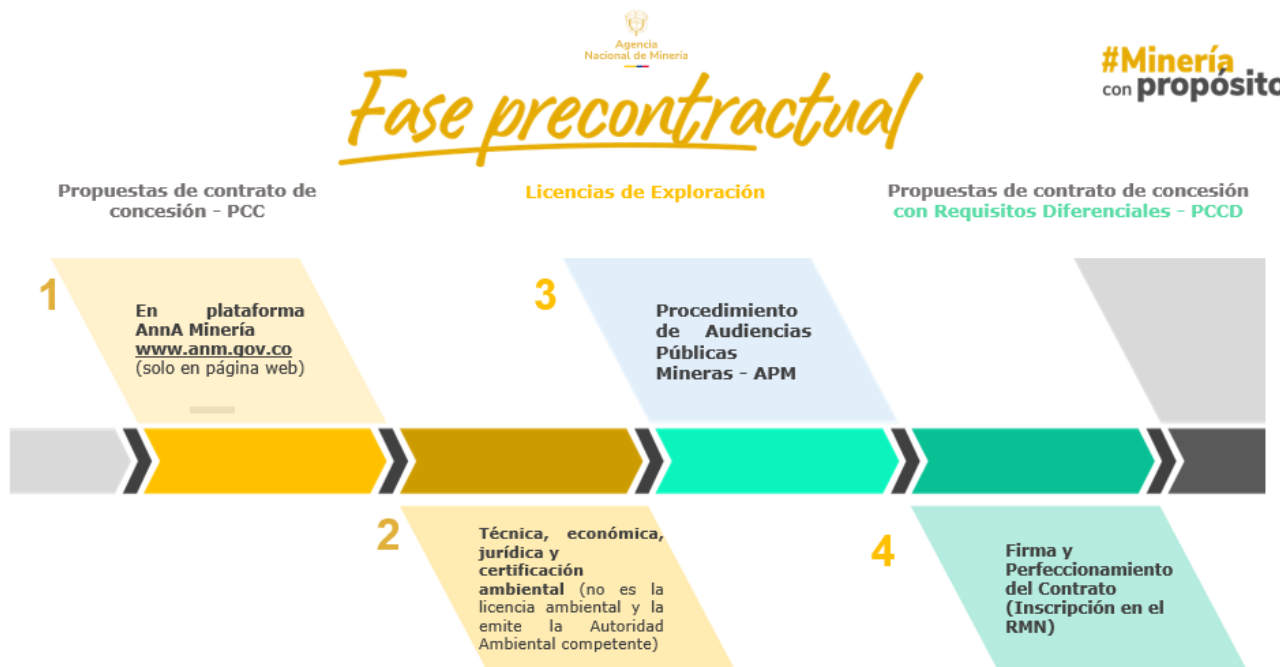 Agencia
Nacional de Minería
#Minería
con propósito
Fase precontractual
Propuestas de contrato de
concesión - PCC
Licencias de Exploración
Propuestas de contrato de concesión
con Requisitos Diferenciales - PCCD
1
En plataforma
AnnA Minería
www.anm.gov.co
(solo en página web)
3
Procedimiento
de Audiencias
Públicas
Mineras - APM
2
Técnica, económica,
jurídica y
certificación
ambiental (no es la
licencia ambiental y la
emite la Autoridad
Ambiental competente)
4
Firma y
Perfeccionamiento
del Contrato
(Inscripción en el
RMN)